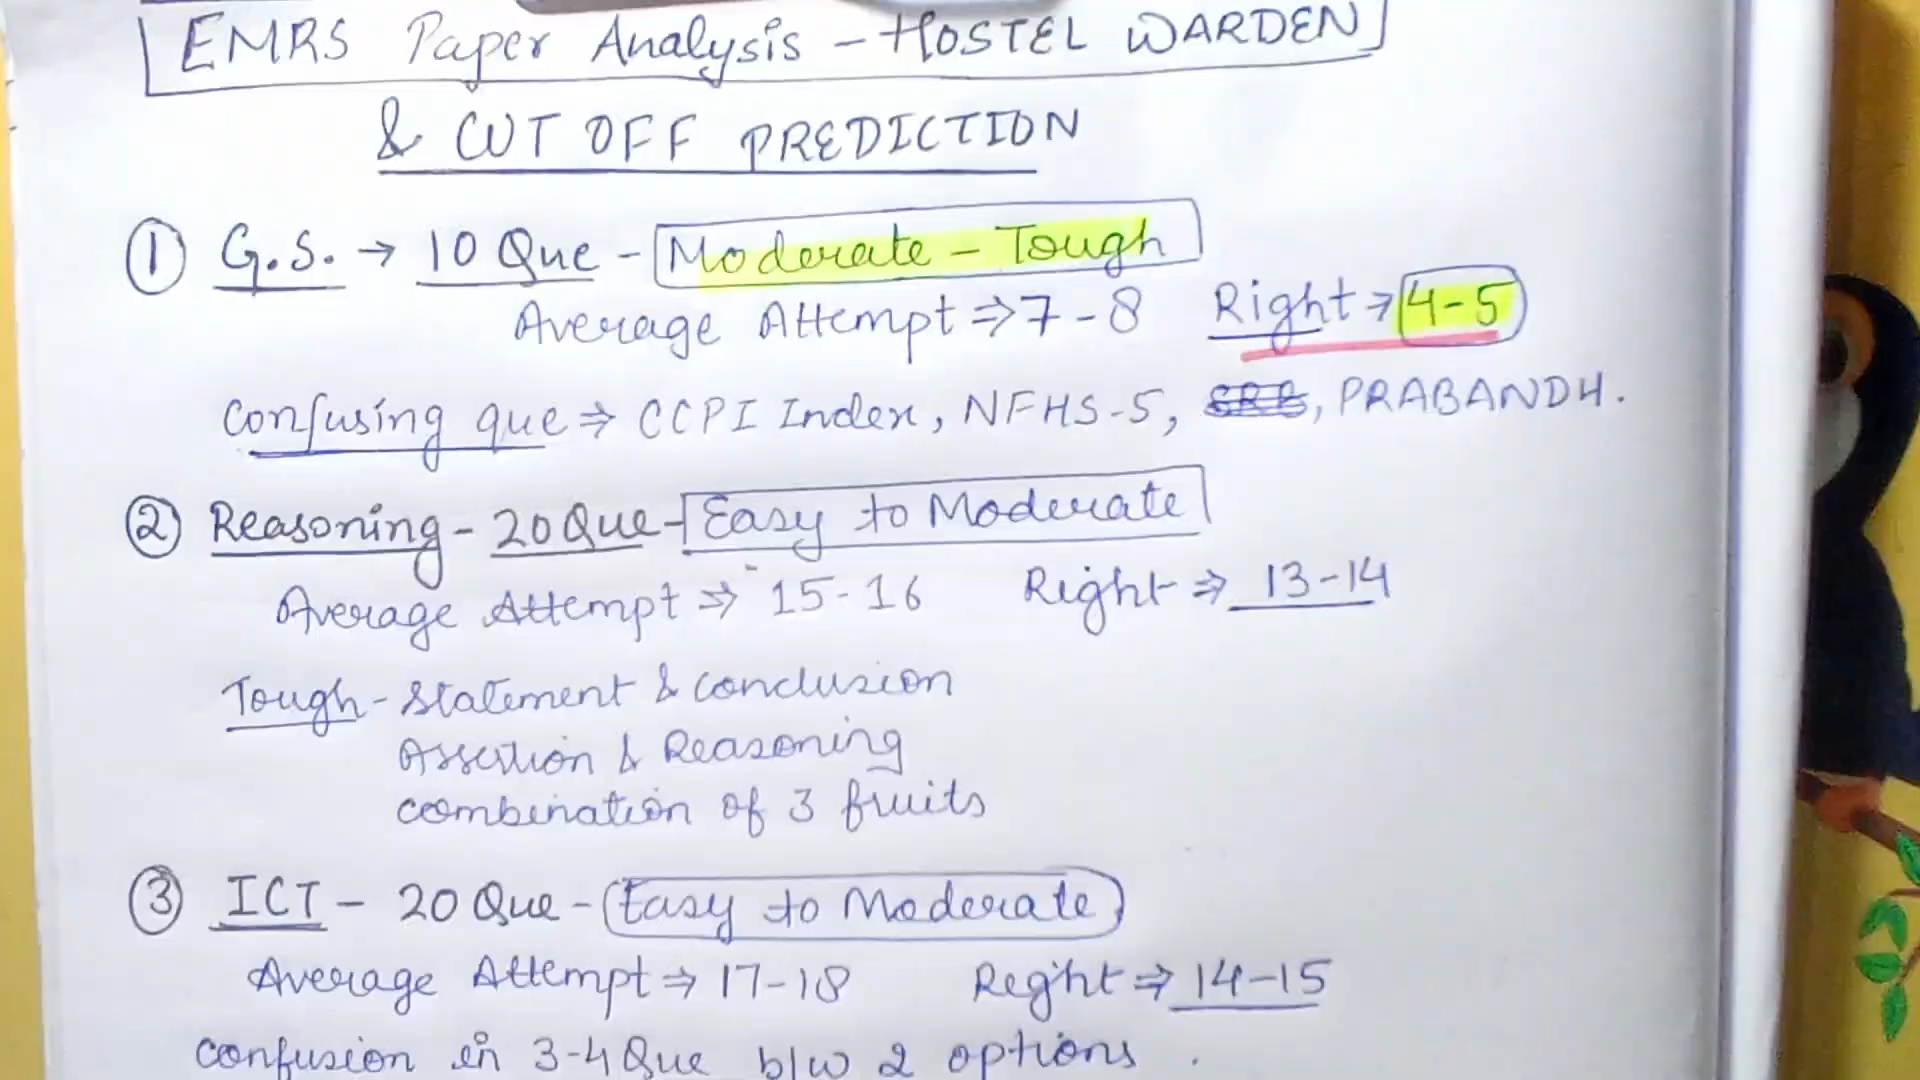 EMRS Paper Analysis - HOSTEL WARDEN
& CUT OFF PREDICTION
① G.S. → 10 Que - Moderate - Tough
Average Attempt ⇒ 7-8 Right → 4-5
Confusing que ⇒ CCPI Index, NFHS-5, , PRABANDH.
② Reasoning - 20 Que - Easy to Moderate
Average Attempt ⇒ 15-16 Right ⇒ 13-14
Tough - Statement & conclusion
Assertion & Reasoning
combination of 3 fruits
③ ICT - 20 Que - Easy to Moderate
Average Attempt ⇒ 17-18 Right ⇒ 14-15
confusion in 3-4 Que b/w 2 options.